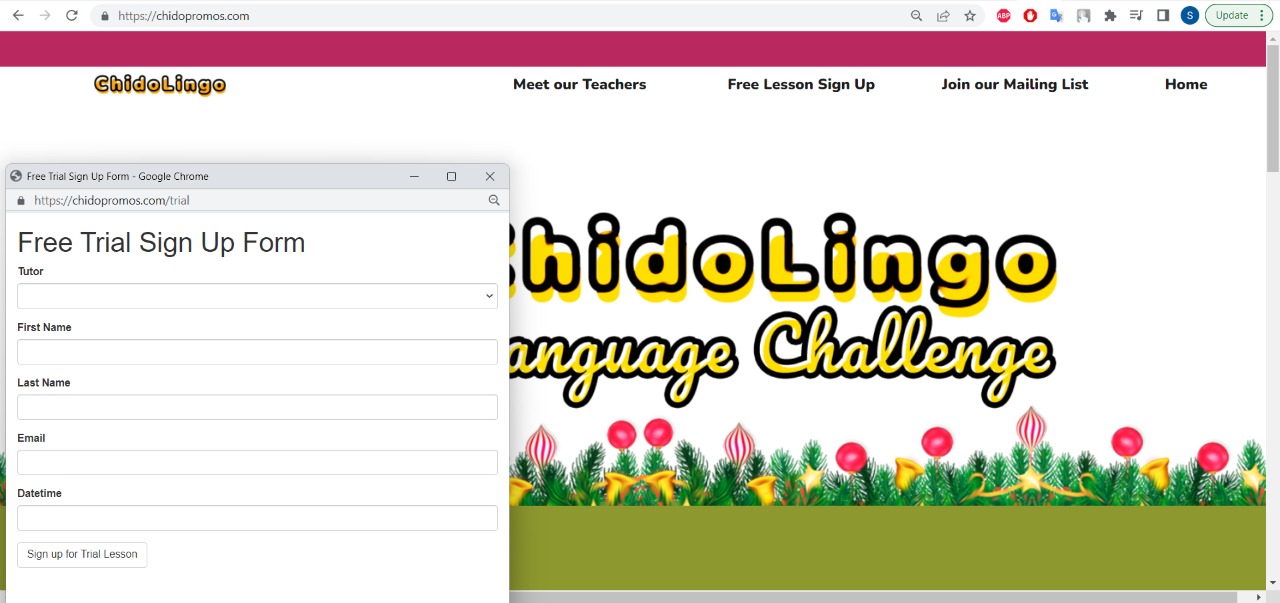 https://chidopromos.com
ABP
S
Update
ChidoLingo
Meet our Teachers
Free Lesson Sign Up
Join our Mailing List
Home
Free Trial Sign Up Form - Google Chrome
https://chidopromos.com/trial
Free Trial Sign Up Form
Tutor
First Name
Last Name
Email
Datetime
Sign up for Trial Lesson
hidoLingo
anguage Challenge